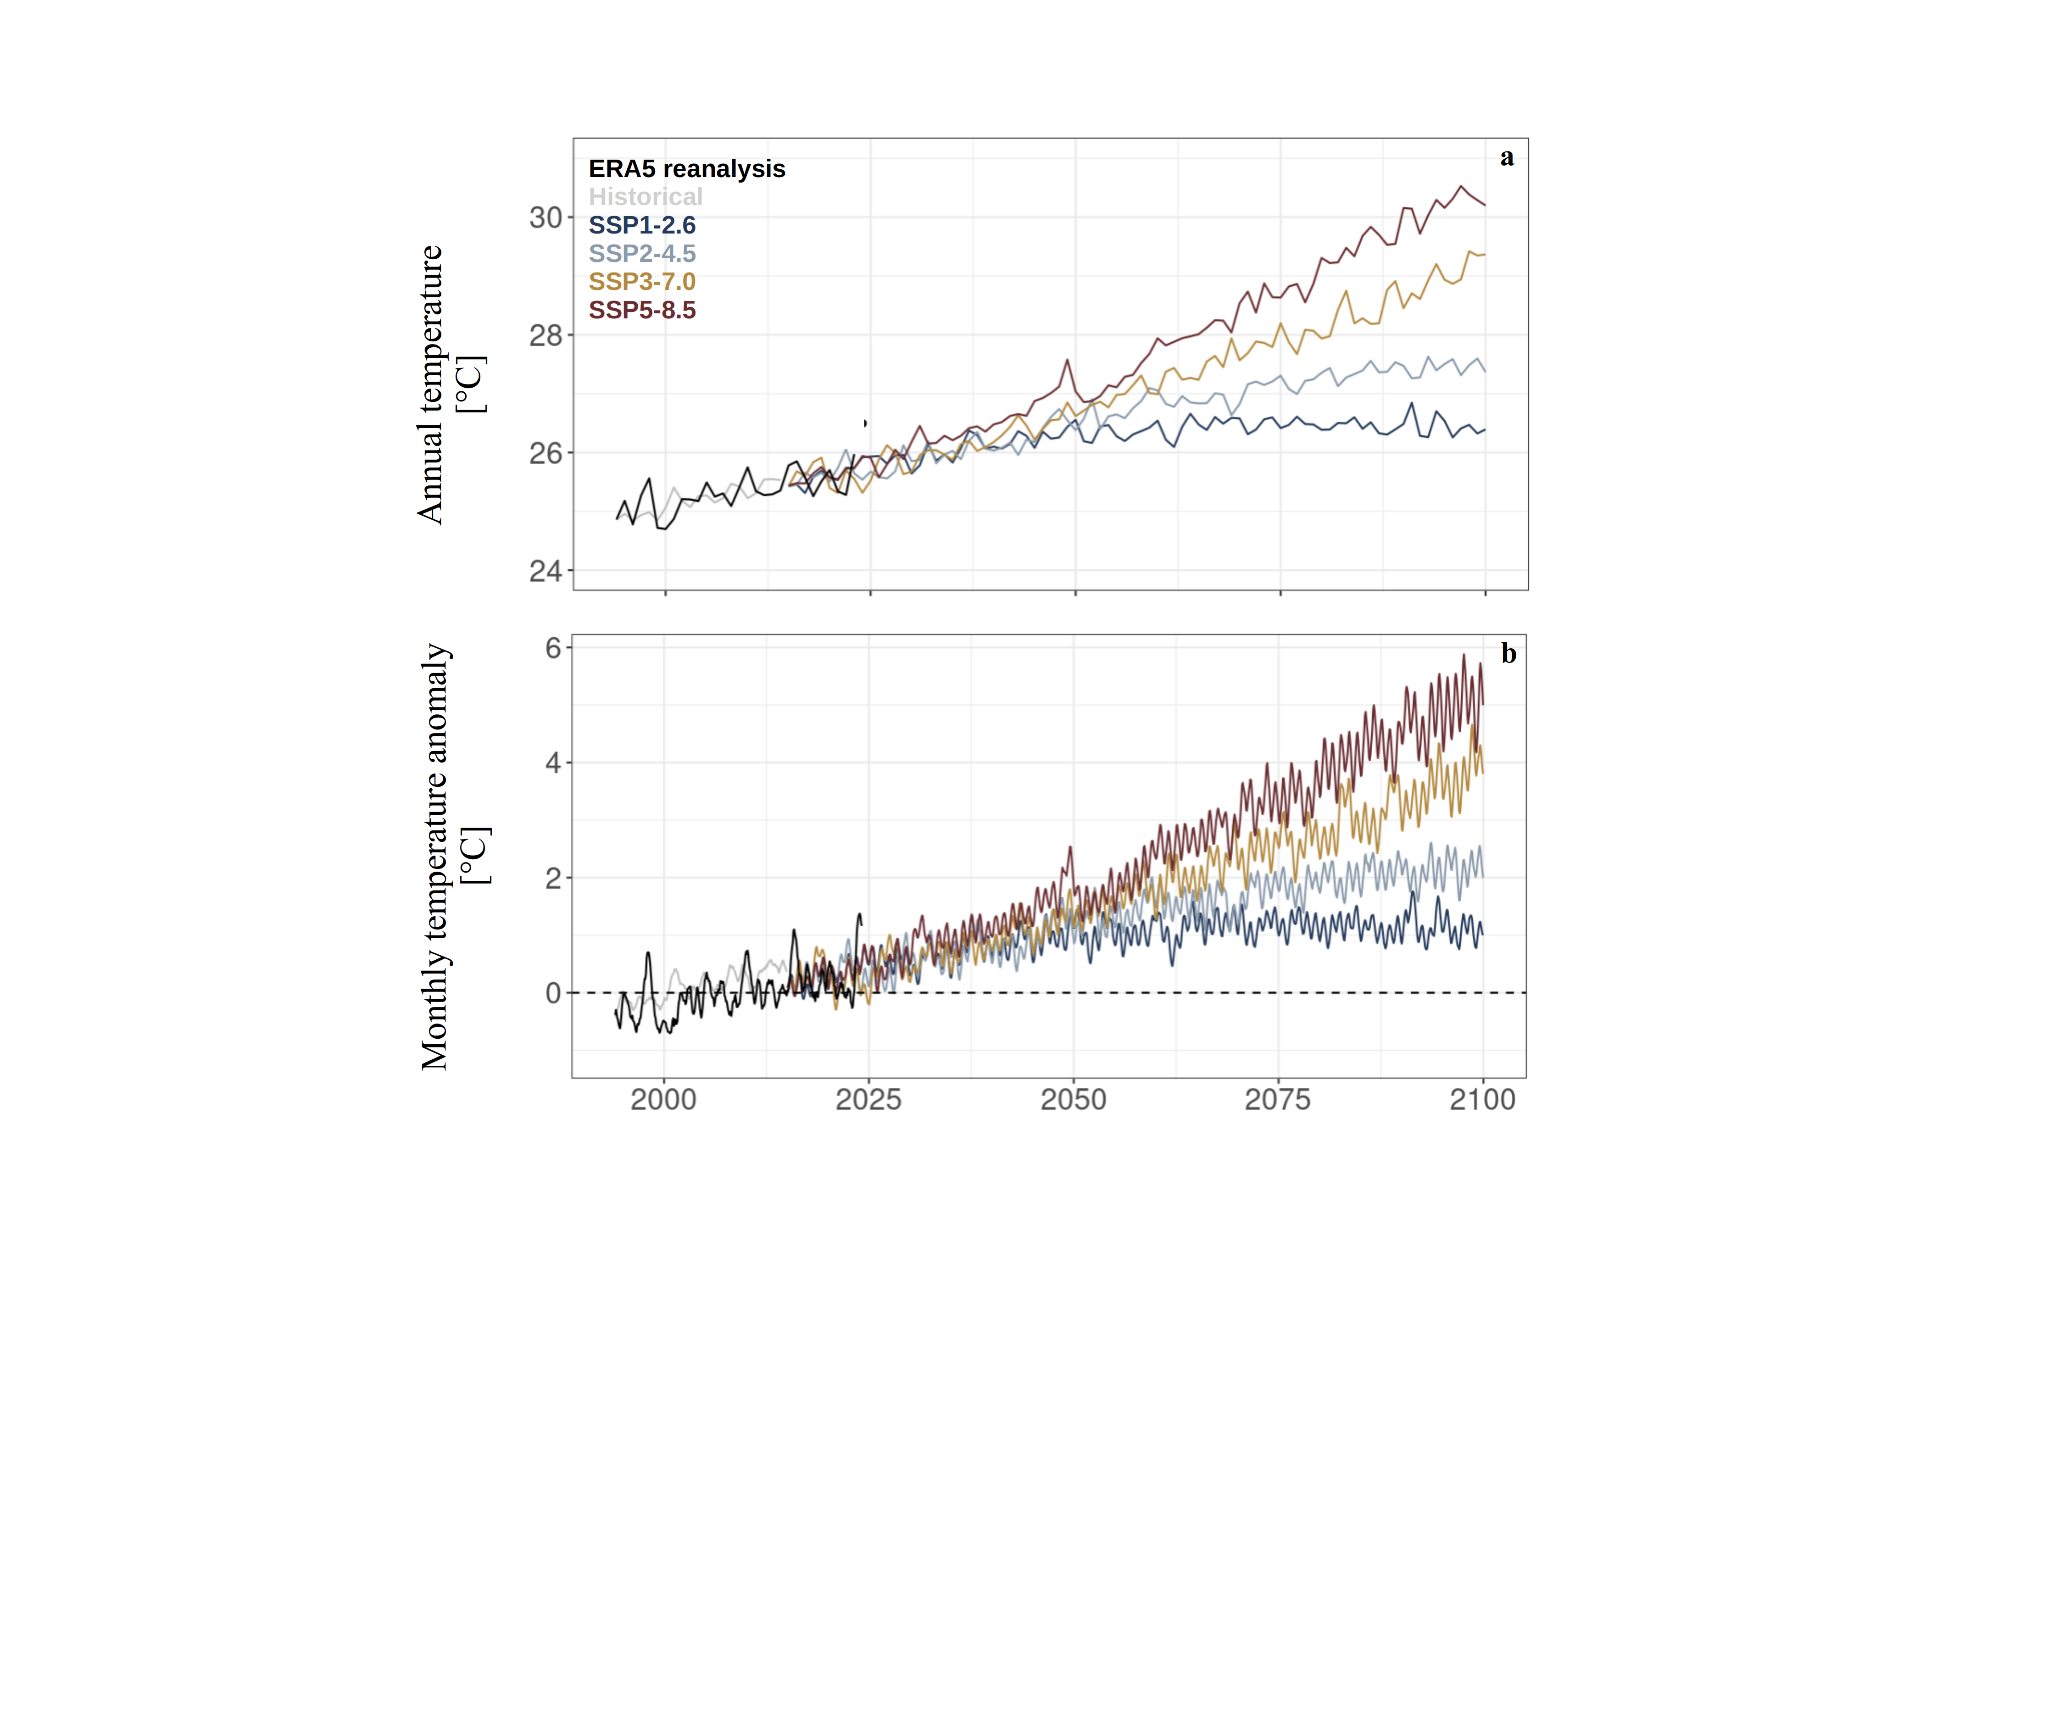 a
ERA5 reanalysis
Historical
SSP1-2.6
SSP2-4.5
SSP3-7.0
SSP5-8.5
30
28
26
24
Annual temperature
[°C]
b
6
4
2
0
Monthly temperature anomaly
[°C]
2000 2025 2050 2075 2100